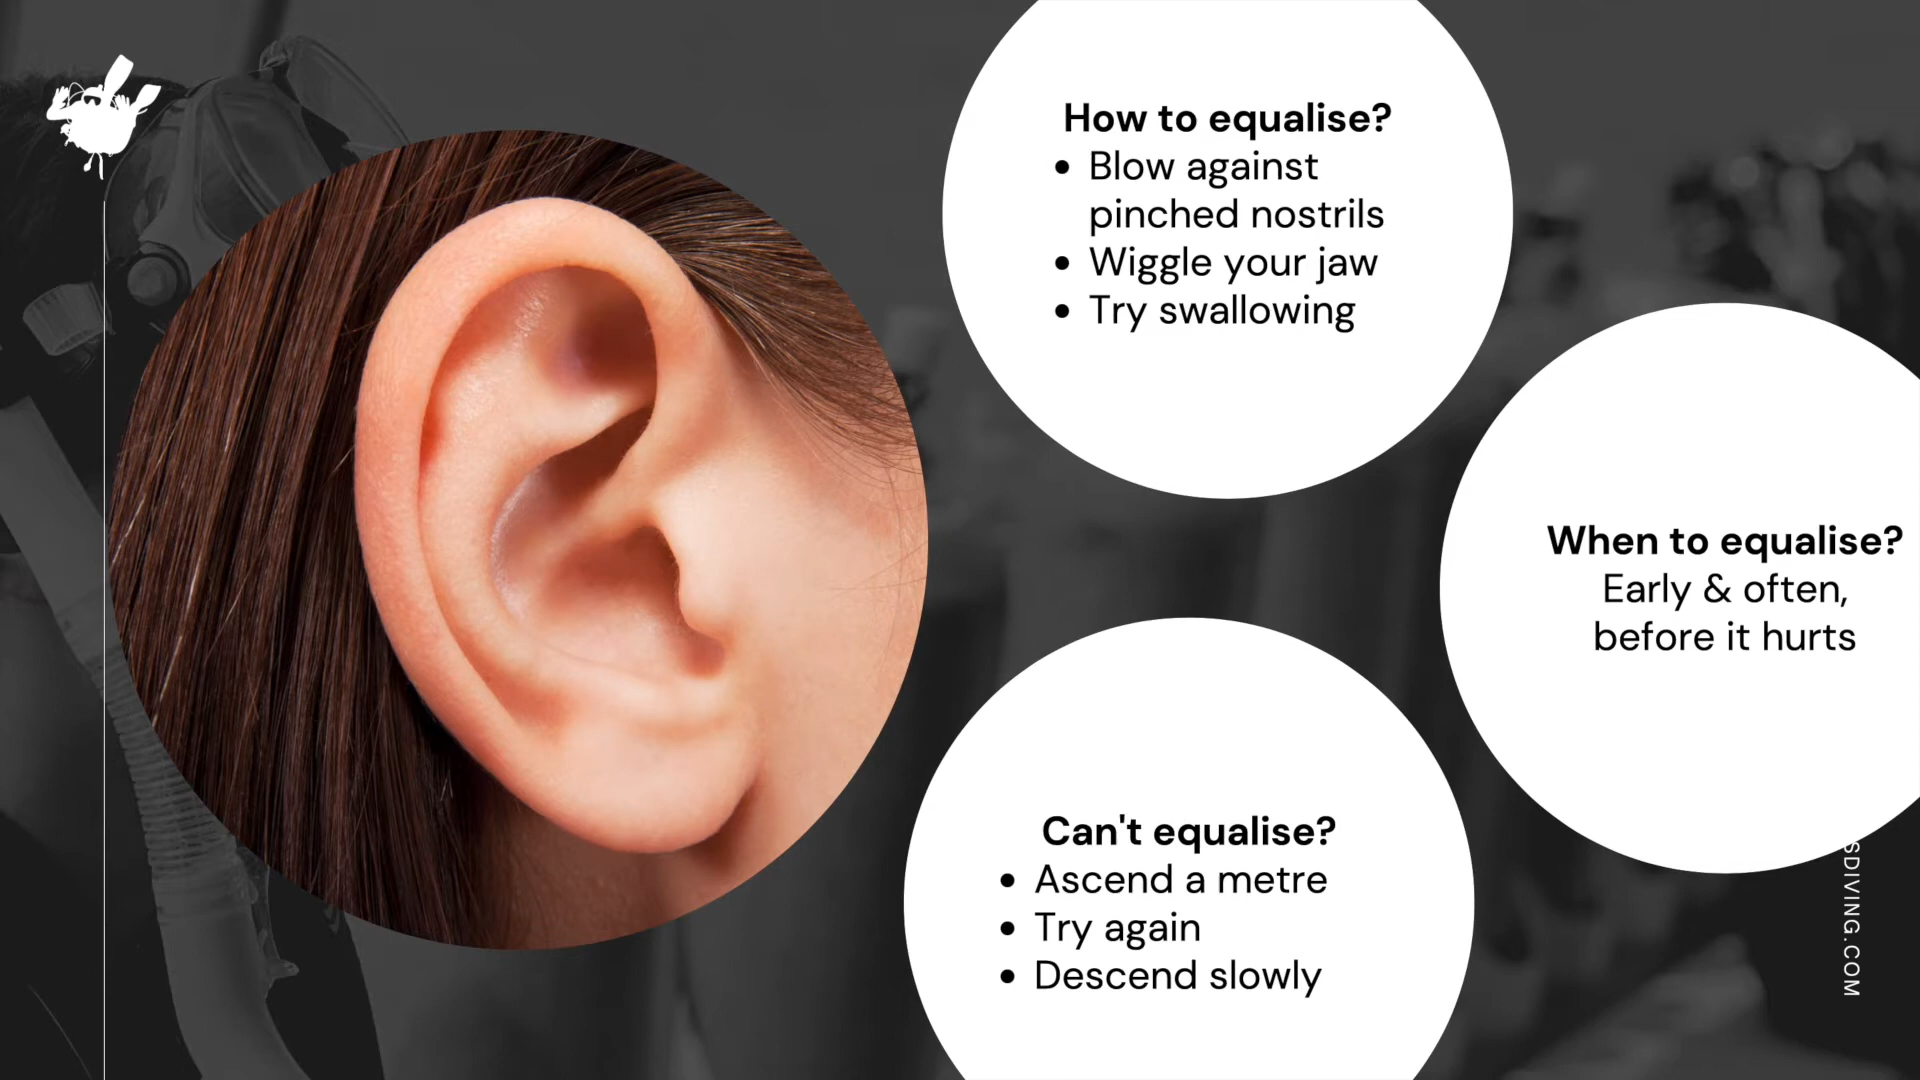 How to equalise?
• Blow against
pinched nostrils
• Wiggle your jaw
• Try swallowing
When to equalise?
Early & often,
before it hurts
Can't equalise?
• Ascend a metre
• Try again
• Descend slowly
SDIVING.COM